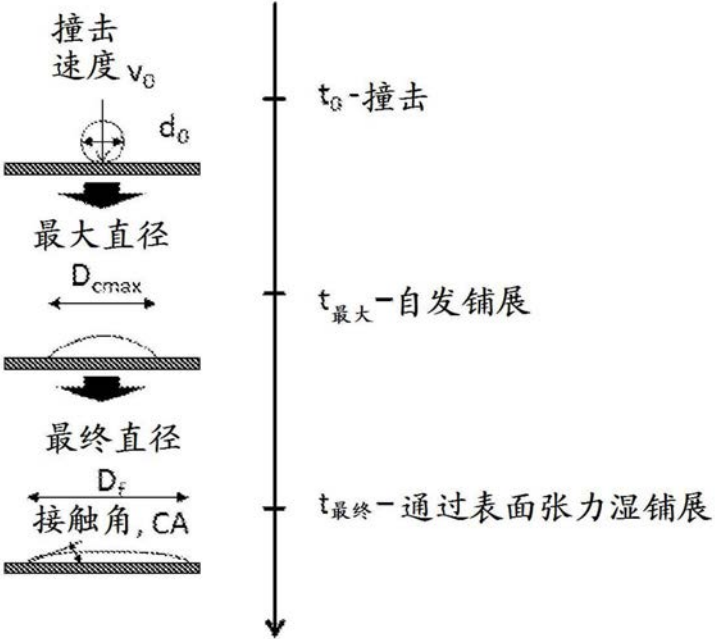 撞击
速度 v₀
d₀
t₀-撞击
最大直径
D_cmax
t最大-自发铺展
最终直径
D_f
接触角, CA
t最终-通过表面张力湿铺展